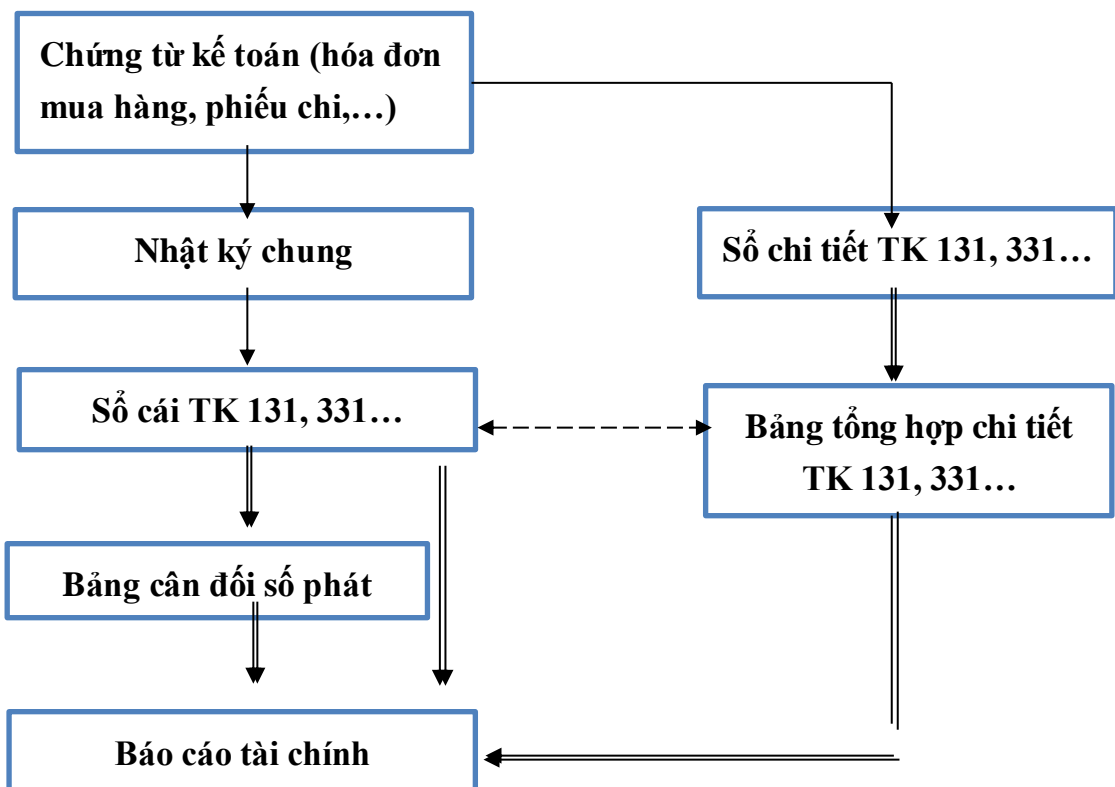 Chứng từ kế toán (hóa đơn
mua hàng, phiếu chi,…)
Nhật ký chung
Sổ chi tiết TK 131, 331…
Sổ cái TK 131, 331…
Bảng tổng hợp chi tiết
TK 131, 331…
Bảng cân đối số phát
Báo cáo tài chính